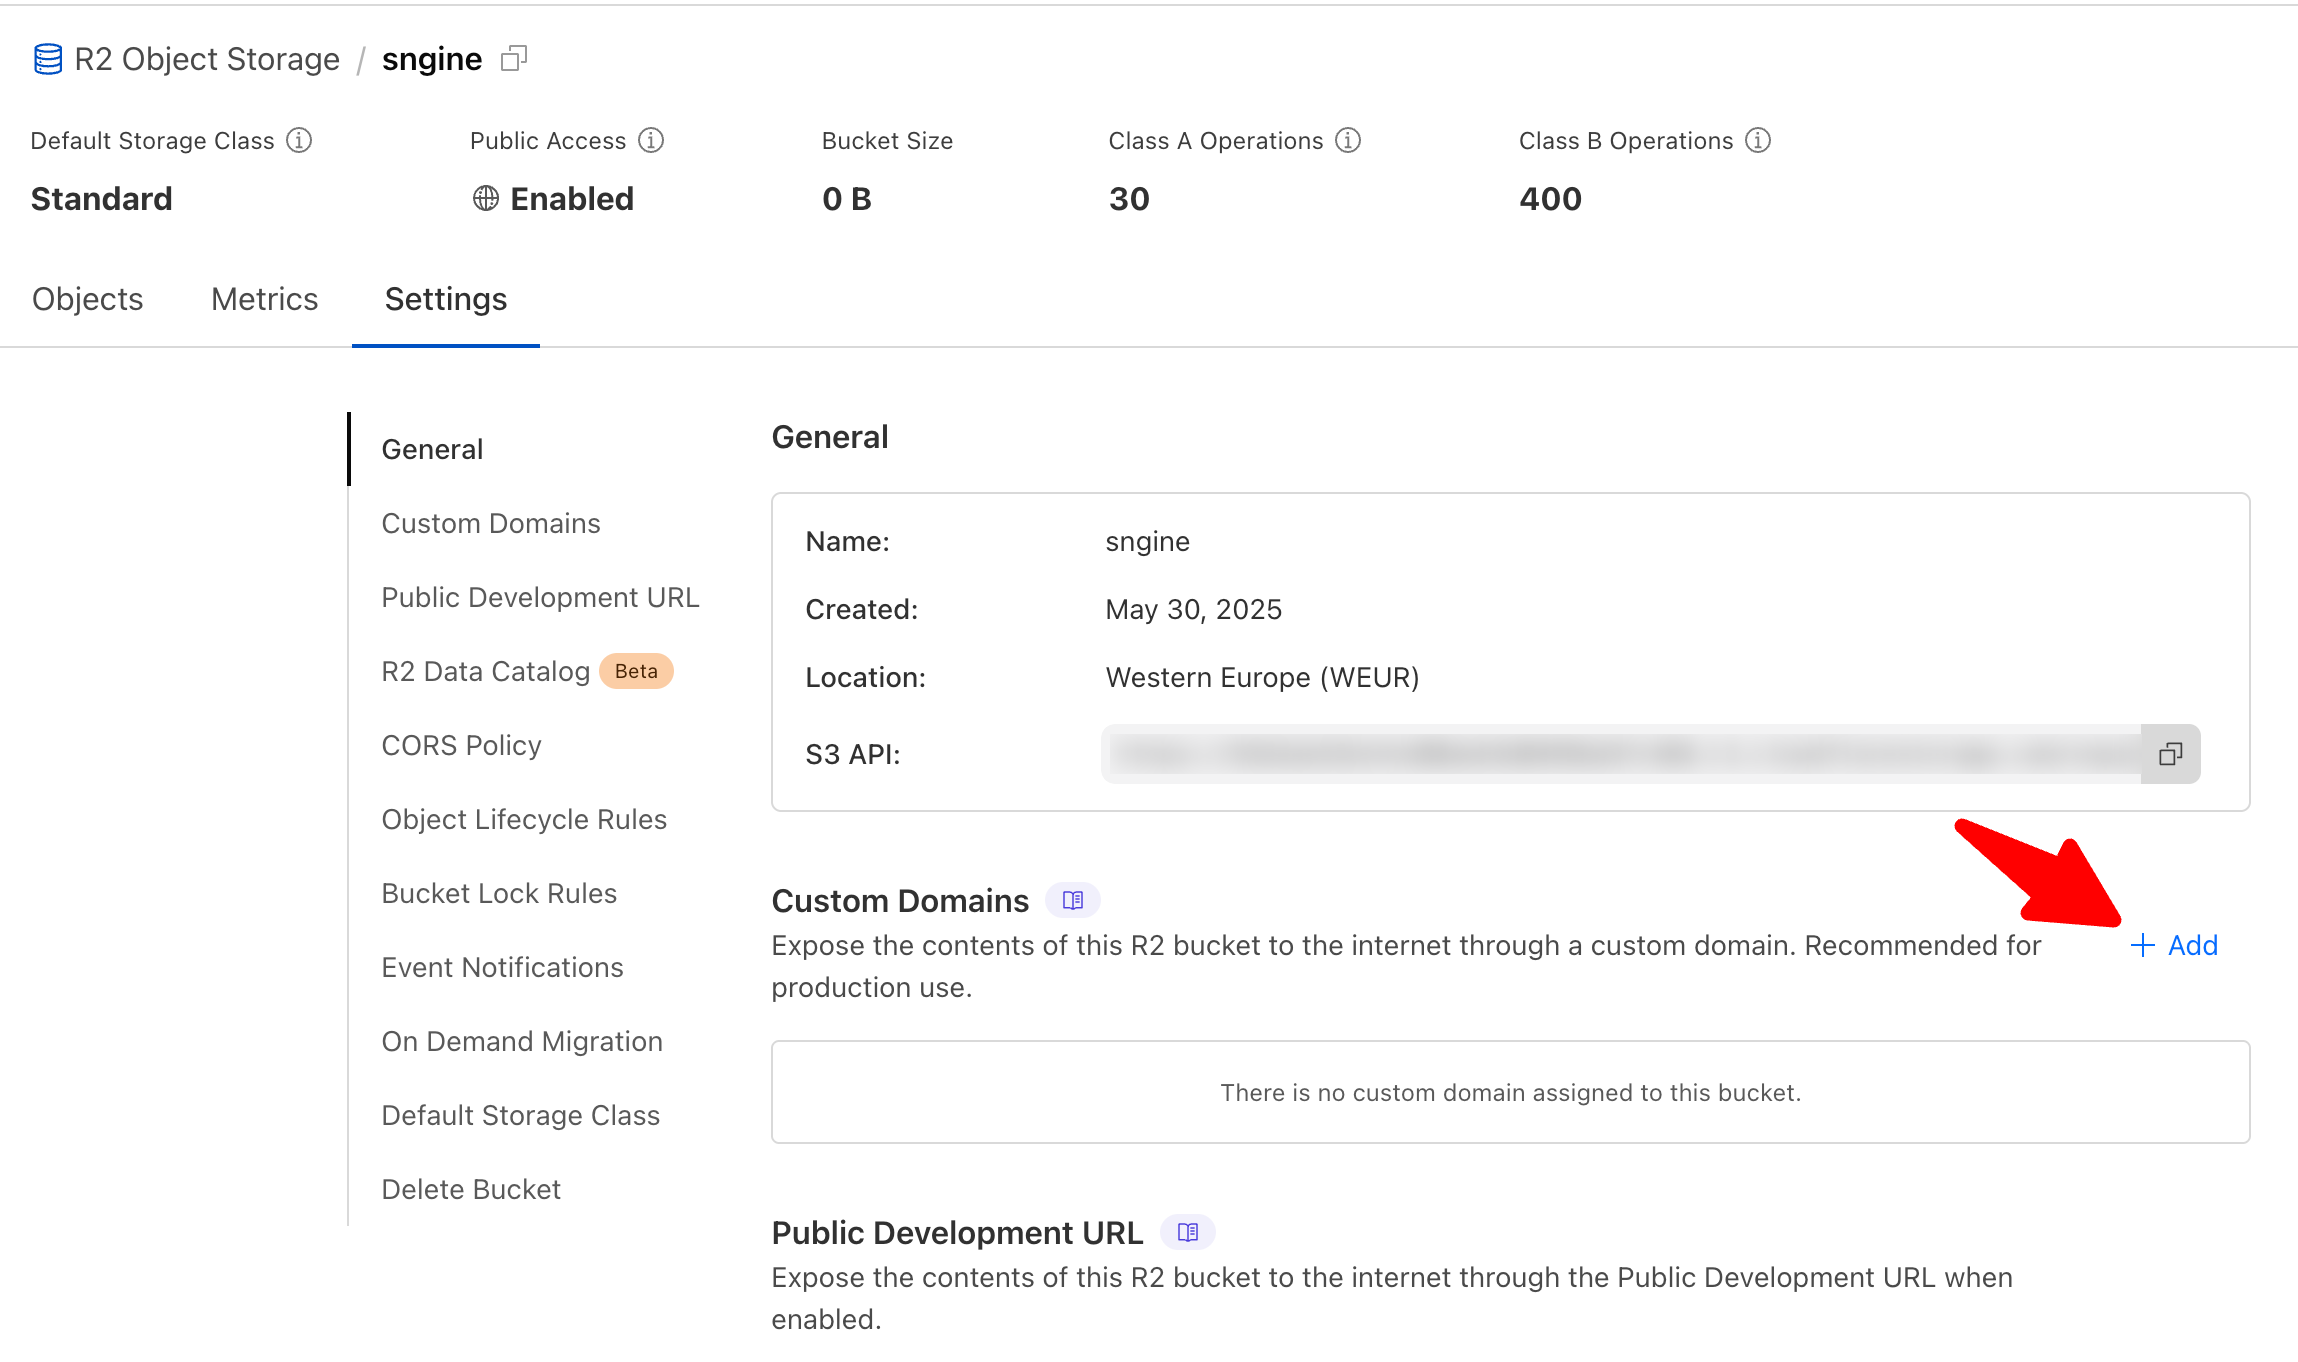 R2 Object Storage / sngine
Default Storage Class
Public Access
Bucket Size
Class A Operations
Class B Operations
Standard
Enabled
0 B
30
400
Objects
Metrics
Settings
General
Custom Domains
Public Development URL
R2 Data Catalog Beta
CORS Policy
Object Lifecycle Rules
Bucket Lock Rules
Event Notifications
On Demand Migration
Default Storage Class
Delete Bucket
General
Name: sngine
Created: May 30, 2025
Location: Western Europe (WEUR)
S3 API:
Custom Domains
Expose the contents of this R2 bucket to the internet through a custom domain. Recommended for
production use.
+ Add
There is no custom domain assigned to this bucket.
Public Development URL
Expose the contents of this R2 bucket to the internet through the Public Development URL when
enabled.